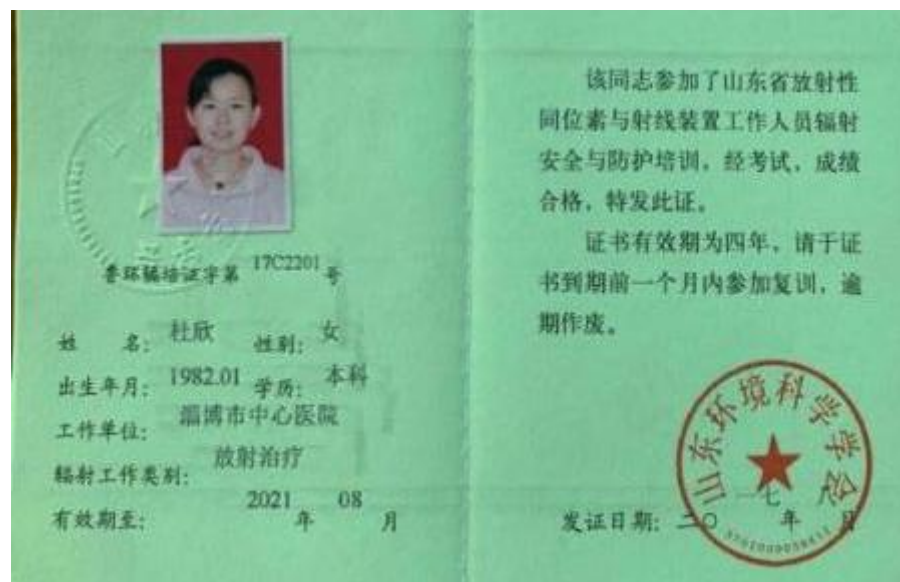 鲁环辐培证字第 17C2201 号
姓 名: 杜欣 性别: 女
出生年月: 1982.01 学历: 本科
工作单位: 淄博市中心医院
辐射工作类别: 放射治疗
有效期至: 2021 年 08 月
该同志参加了山东省放射性
同位素与射线装置工作人员辐射
安全与防护培训，经考试，成绩
合格，特发此证。
证书有效期为四年，请于证
书到期前一个月内参加复训，逾
期作废。
山东环境科学学会
发证日期: 二〇一七 年 月